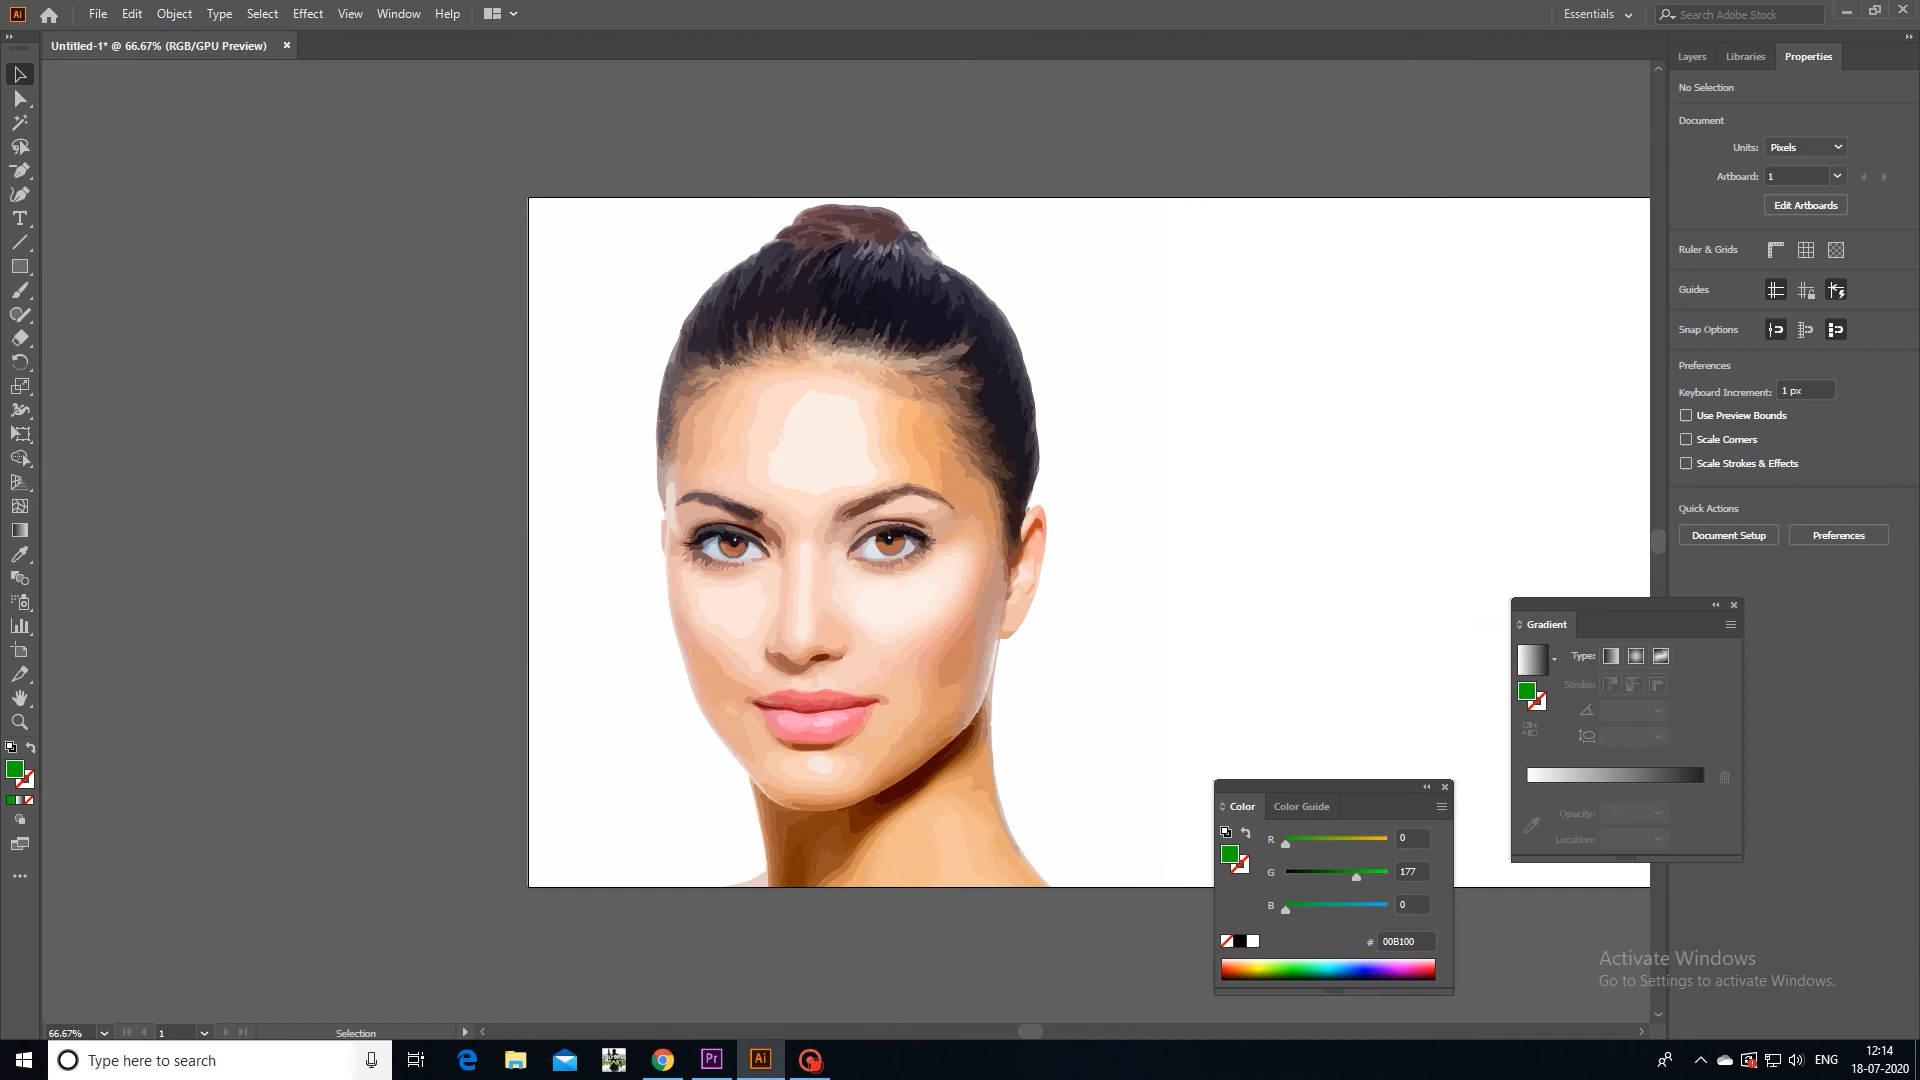 Ai File Edit Object Type Select Effect View Window Help Essentials Search Adobe Stock
Untitled-1* @ 66.67% (RGB/GPU Preview)
Layers Libraries Properties
No Selection
Document
Units: Pixels
Artboard: 1
Edit Artboards
Ruler & Grids
Guides
Snap Options
Preferences
Keyboard Increment: 1 px
Use Preview Bounds
Scale Corners
Scale Strokes & Effects
Quick Actions
Document Setup Preferences
Gradient
Type:
Stroke:
Opacity:
Location:
Color Color Guide
R 0
G 177
B 0
# 00B100
Activate Windows
Go to Settings to activate Windows.
66.67% 1 Selection
Type here to search
Pr Ai
ENG
12:14
18-07-2020